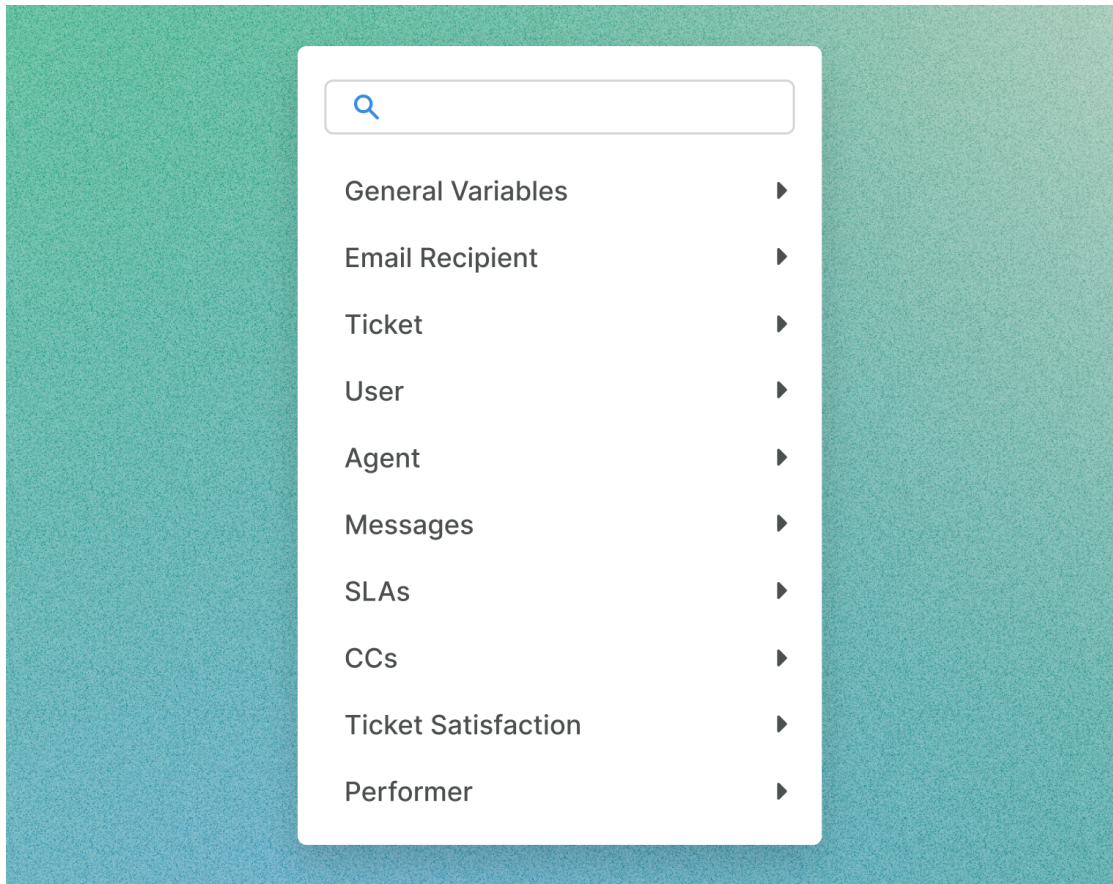 General Variables
Email Recipient
Ticket
User
Agent
Messages
SLAs
CCs
Ticket Satisfaction
Performer